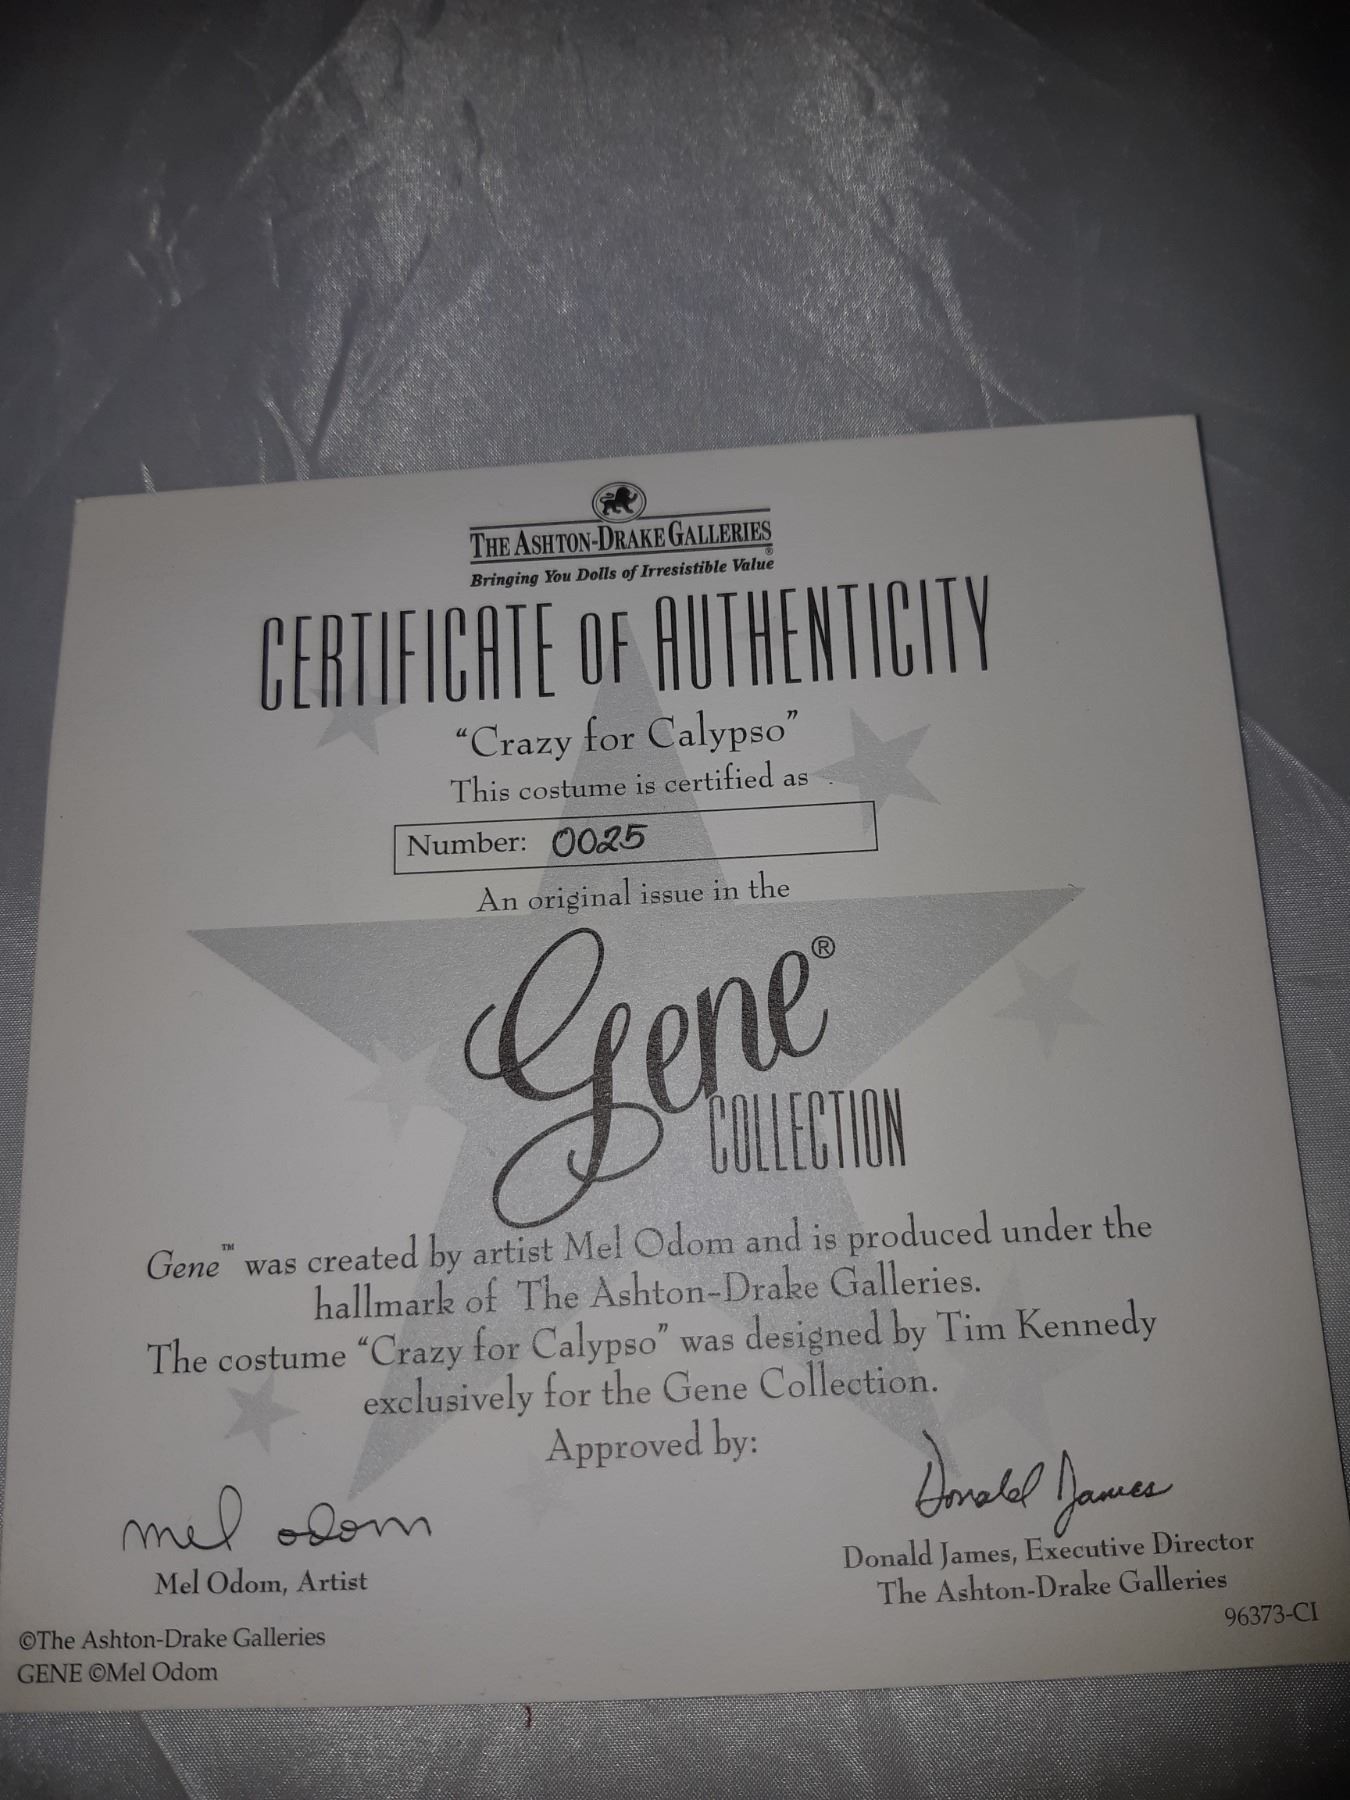 THE ASHTON-DRAKE GALLERIES
®
Bringing You Dolls of Irresistible Value
CERTIFICATE OF AUTHENTICITY
“Crazy for Calypso”
This costume is certified as
Number: 0025
An original issue in the
Gene®
COLLECTION
Gene™ was created by artist Mel Odom and is produced under the
hallmark of The Ashton-Drake Galleries.
The costume “Crazy for Calypso” was designed by Tim Kennedy
exclusively for the Gene Collection.
Approved by:
mel odom
Donald James
Mel Odom, Artist
Donald James, Executive Director
The Ashton-Drake Galleries
96373-CI
©The Ashton-Drake Galleries
GENE ©Mel Odom